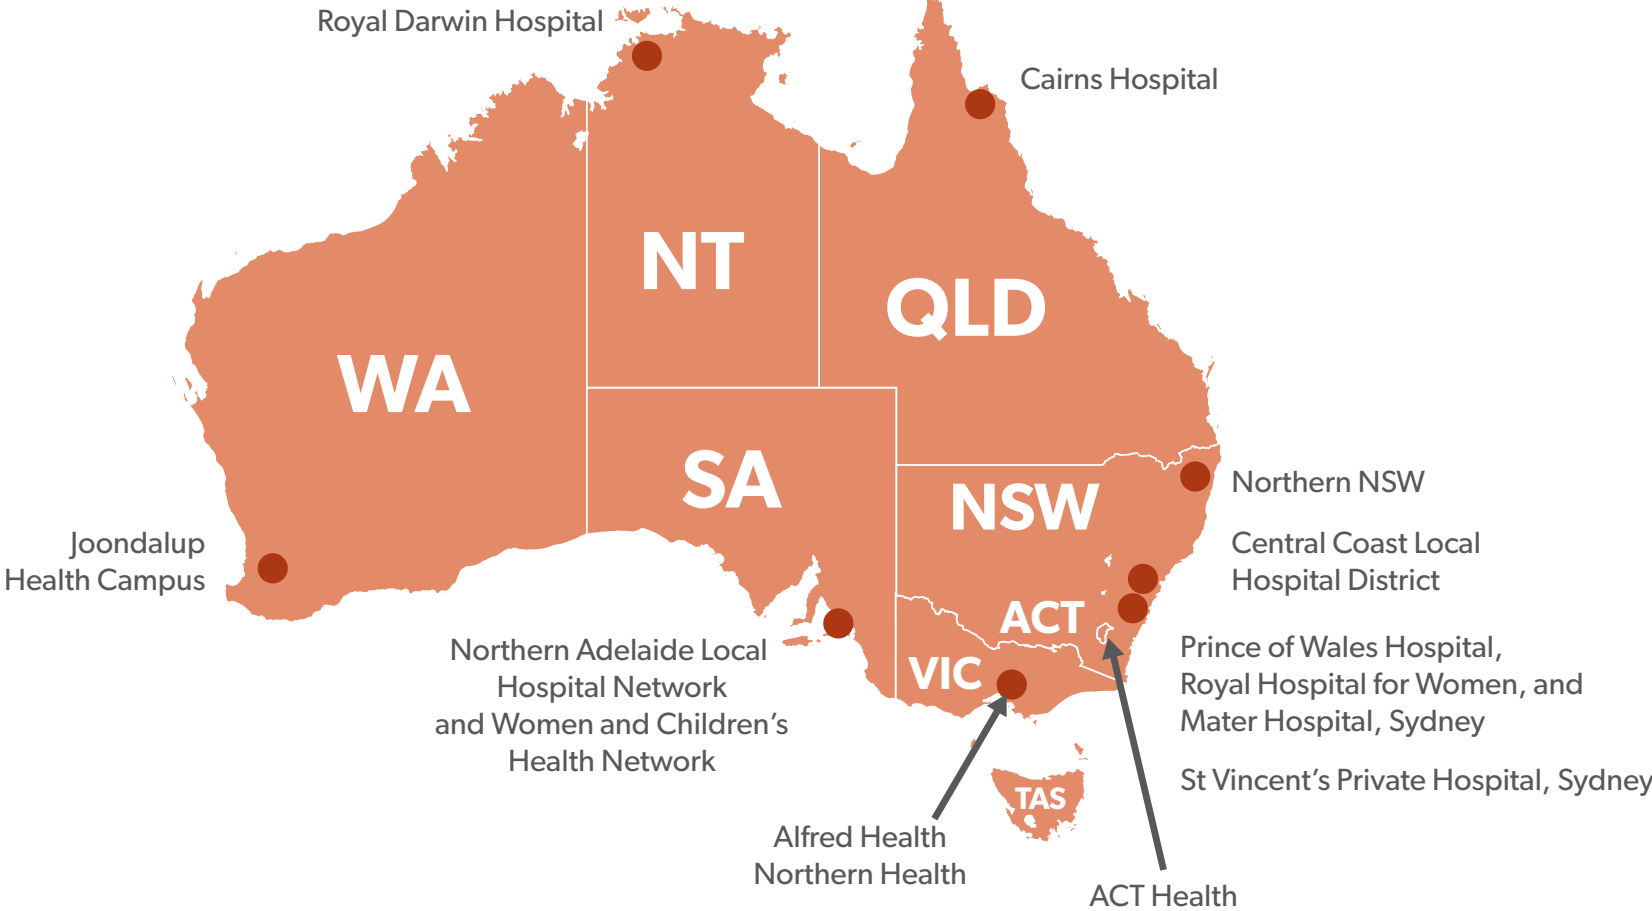 Royal Darwin Hospital
Cairns Hospital
NT
QLD
WA
SA
NSW
Northern NSW
Joondalup
Health Campus
Central Coast Local
Hospital District
ACT
VIC
Northern Adelaide Local
Hospital Network
and Women and Children’s
Health Network
Prince of Wales Hospital,
Royal Hospital for Women, and
Mater Hospital, Sydney
St Vincent’s Private Hospital, Sydney
TAS
Alfred Health
Northern Health
ACT Health